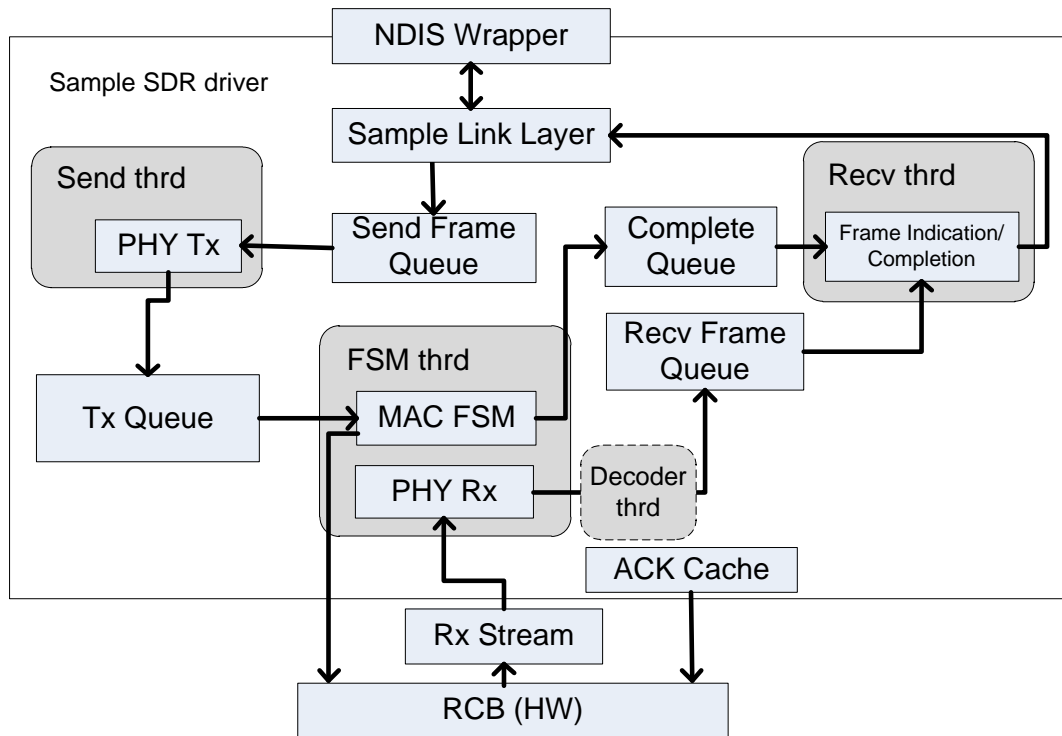 NDIS Wrapper
Sample SDR driver
Sample Link Layer
Send thrd
PHY Tx
Send Frame
Queue
Complete
Queue
Recv thrd
Frame Indication/
Completion
Recv Frame
Queue
Tx Queue
FSM thrd
MAC FSM
PHY Rx
Decoder
thrd
ACK Cache
Rx Stream
RCB (HW)